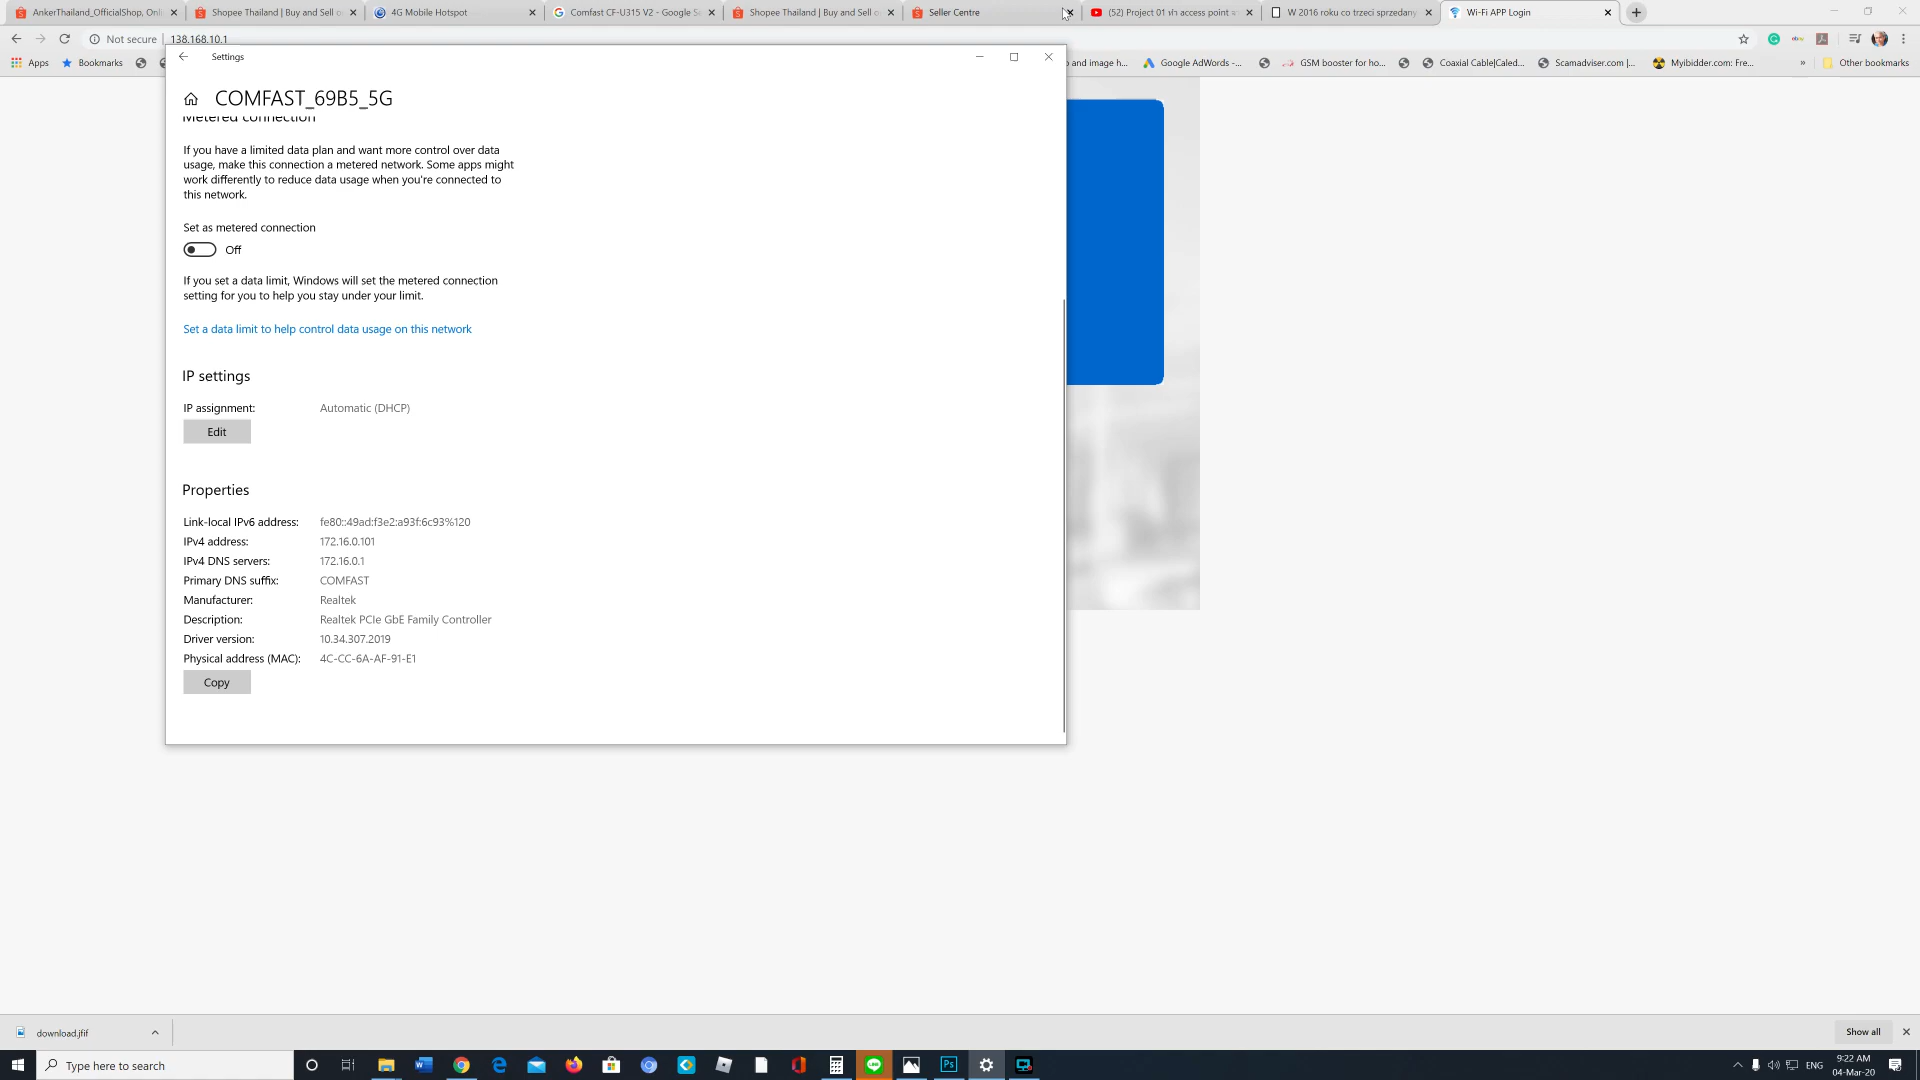 AnkerThailand_OfficialShop, Onli
Shopee Thailand | Buy and Sell o
4G Mobile Hotspot
Comfast CF-U315 V2 - Google Se
Shopee Thailand | Buy and Sell o
Seller Centre
(52) Project 01 ทำ access point
W 2016 roku co trzeci sprzedany
Wi-Fi APP Login
Not secure | 138.168.10.1
Apps
Bookmarks
o and image h...
Google AdWords -...
GSM booster for ho...
Coaxial Cable|Caled...
Scamadviser.com |...
Myibidder.com: Fre...
»
Other bookmarks
Settings
COMFAST_69B5_5G
Metered connection
If you have a limited data plan and want more control over data
usage, make this connection a metered network. Some apps might
work differently to reduce data usage when you're connected to
this network.
Set as metered connection
Off
If you set a data limit, Windows will set the metered connection
setting for you to help you stay under your limit.
Set a data limit to help control data usage on this network
IP settings
IP assignment: Automatic (DHCP)
Edit
Properties
Link-local IPv6 address: fe80::49ad:f3e2:a93f:6c93%120
IPv4 address: 172.16.0.101
IPv4 DNS servers: 172.16.0.1
Primary DNS suffix: COMFAST
Manufacturer: Realtek
Description: Realtek PCIe GbE Family Controller
Driver version: 10.34.307.2019
Physical address (MAC): 4C-CC-6A-AF-91-E1
Copy
download.jfif
Show all
Type here to search
ENG
9:22 AM
04-Mar-20